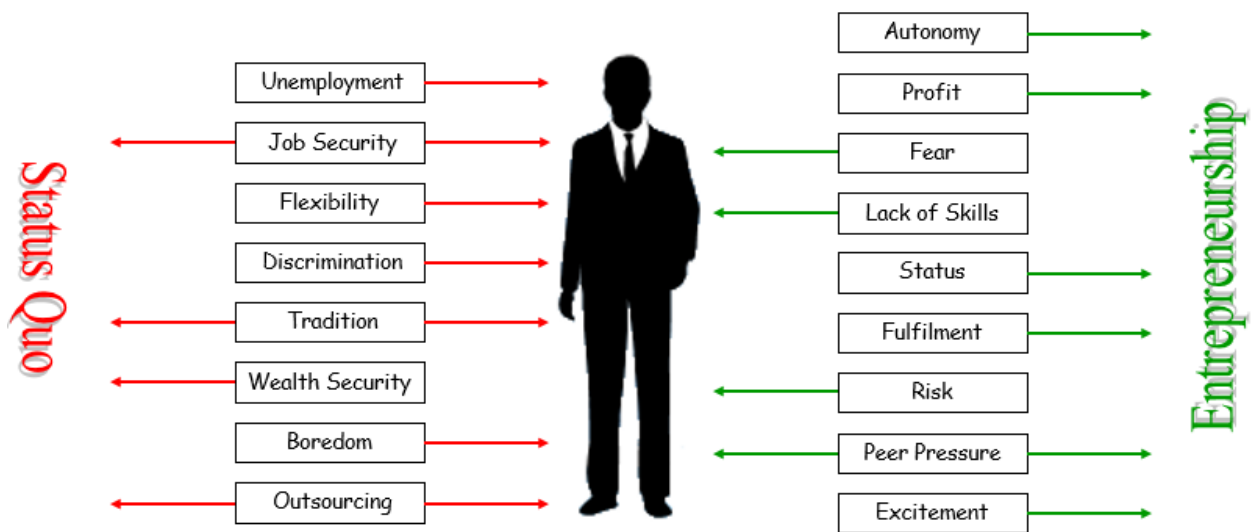 Status Quo
Unemployment
Job Security
Flexibility
Discrimination
Tradition
Wealth Security
Boredom
Outsourcing
Autonomy
Profit
Fear
Lack of Skills
Status
Fulfilment
Risk
Peer Pressure
Excitement
Entrepreneurship